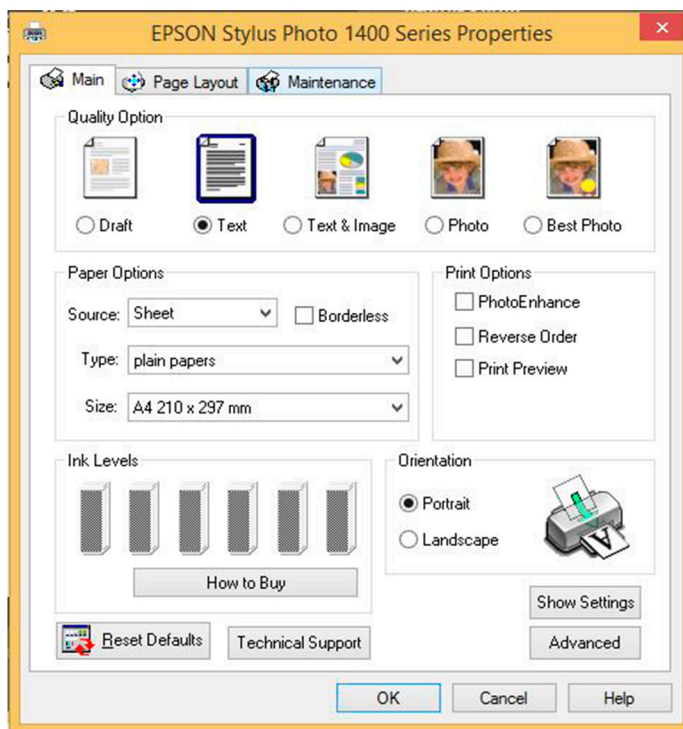 EPSON Stylus Photo 1400 Series Properties
Main
Page Layout
Maintenance
Quality Option
Draft
Text
Text & Image
Photo
Best Photo
Paper Options
Source: Sheet
Borderless
Type: plain papers
Size: A4 210 x 297 mm
Print Options
PhotoEnhance
Reverse Order
Print Preview
Ink Levels
How to Buy
Orientation
Portrait
Landscape
A
Show Settings
Reset Defaults
Technical Support
Advanced
OK
Cancel
Help